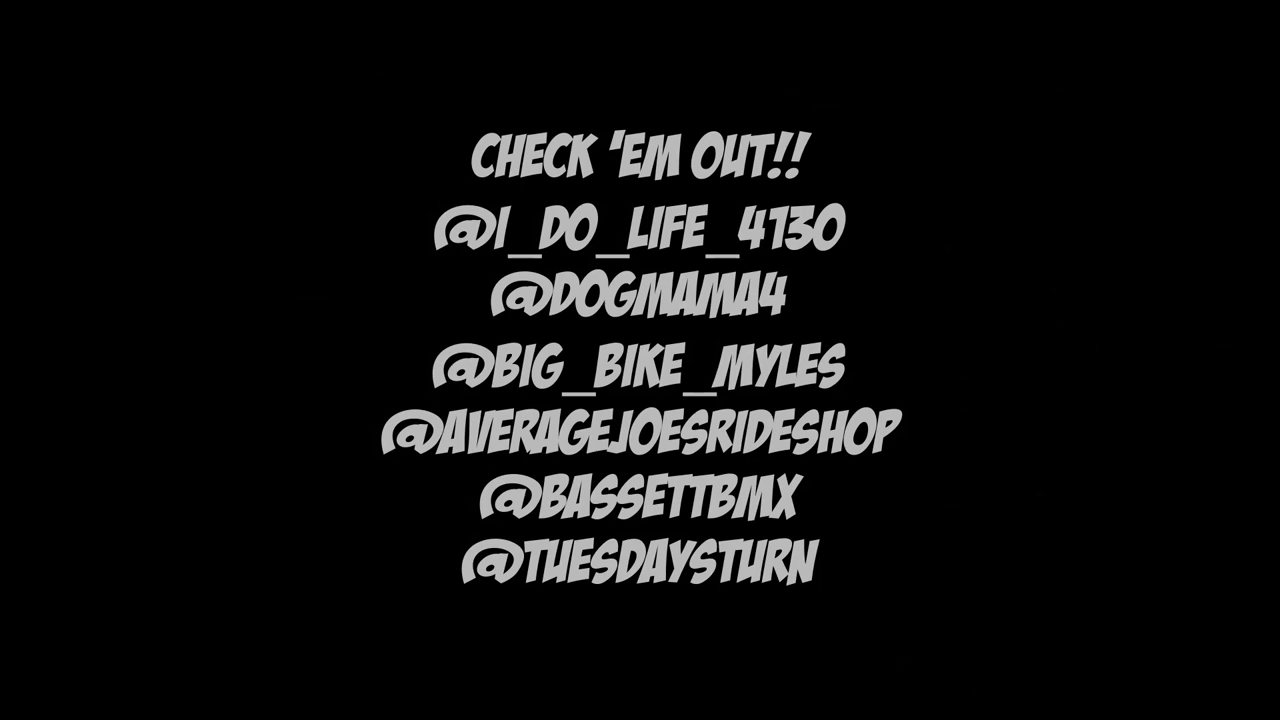 CHECK 'EM OUT!!
@I_DO_LIFE_4130
@DOGMAMA4
@BIG_BIKE_MYLES
@AVERAGEJOESRIDESHOP
@BASSETTBMX
@TUESDAYSTURN